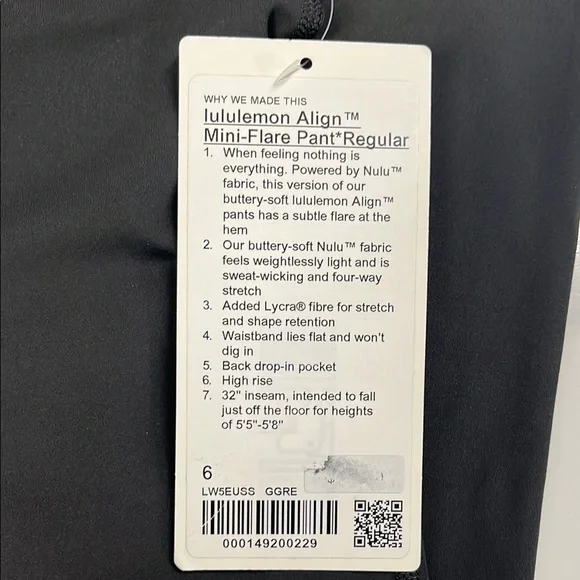 WHY WE MADE THIS
lululemon Align™
Mini-Flare Pant*Regular
1. When feeling nothing is
everything. Powered by Nulu™
fabric, this version of our
buttery-soft lululemon Align™
pants has a subtle flare at the
hem
2. Our buttery-soft Nulu™ fabric
feels weightlessly light and is
sweat-wicking and four-way
stretch
3. Added Lycra® fibre for stretch
and shape retention
4. Waistband lies flat and won't
dig in
5. Back drop-in pocket
6. High rise
7. 32" inseam, intended to fall
just off the floor for heights
of 5'5"-5'8"
6
LW5EUSS GGRE
000149200229